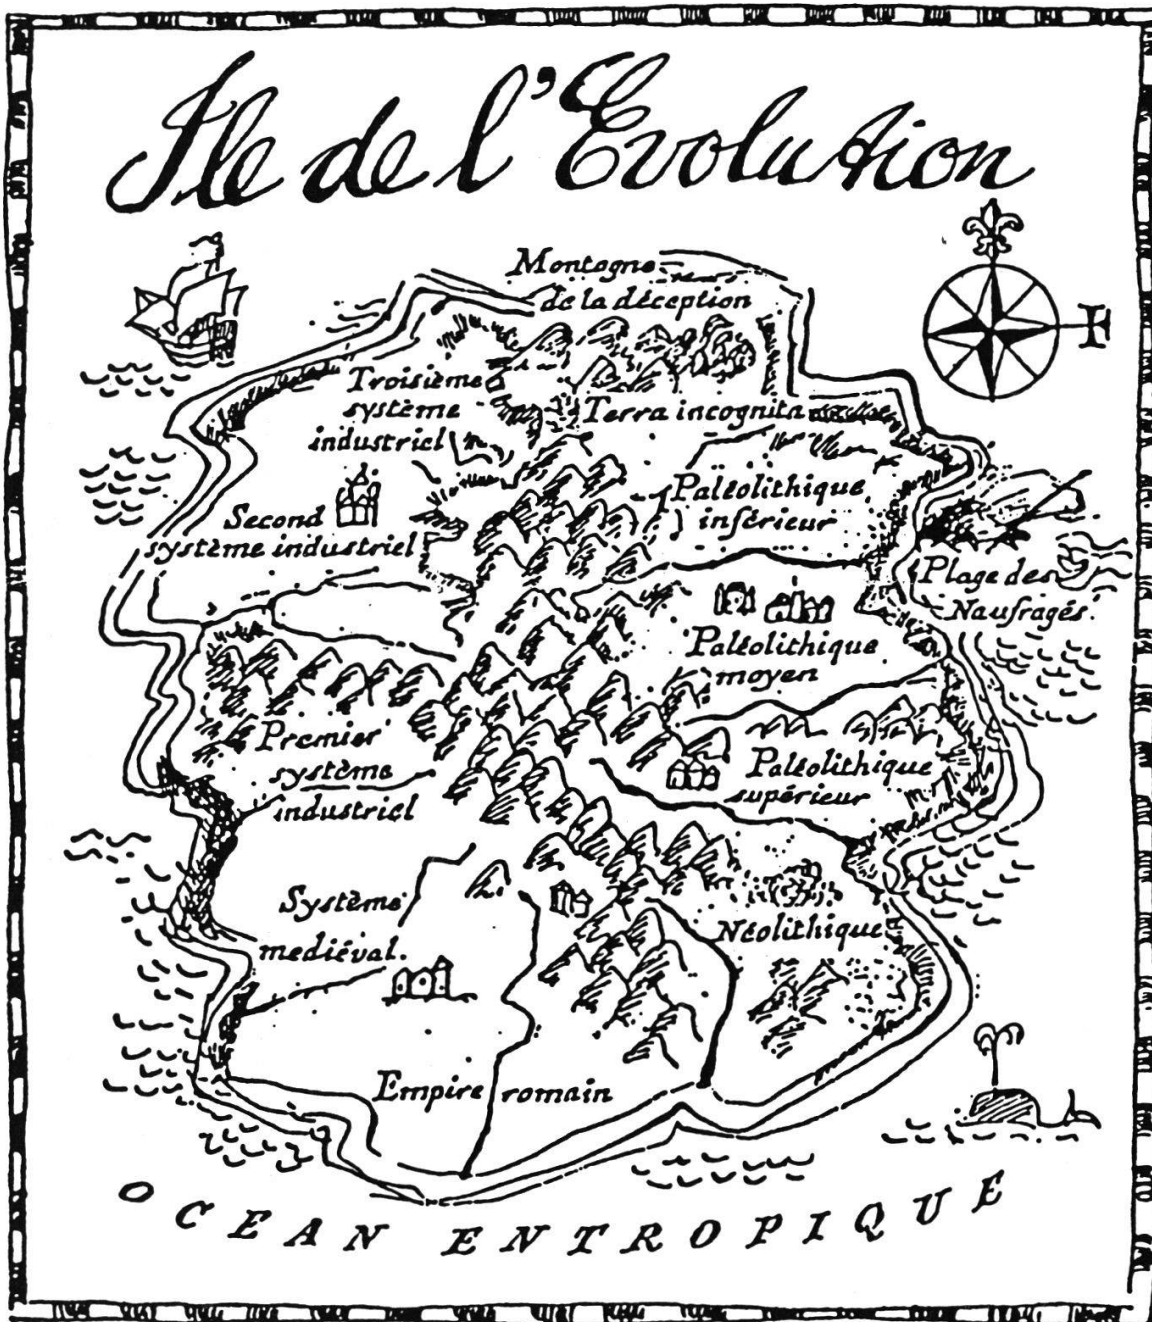 Ile de l'Evolution
Montagne
de la déception
E
Troisième
système
industriel
Terra incognita
Second
système industriel
Paléolithique
inférieur
Plage des
Naufragés
Paléolithique
moyen
Premier
système
industriel
Paléolithique
supérieur
Système
mediéval.
Néolithique
Empire romain
OCEAN ENTROPIQUE